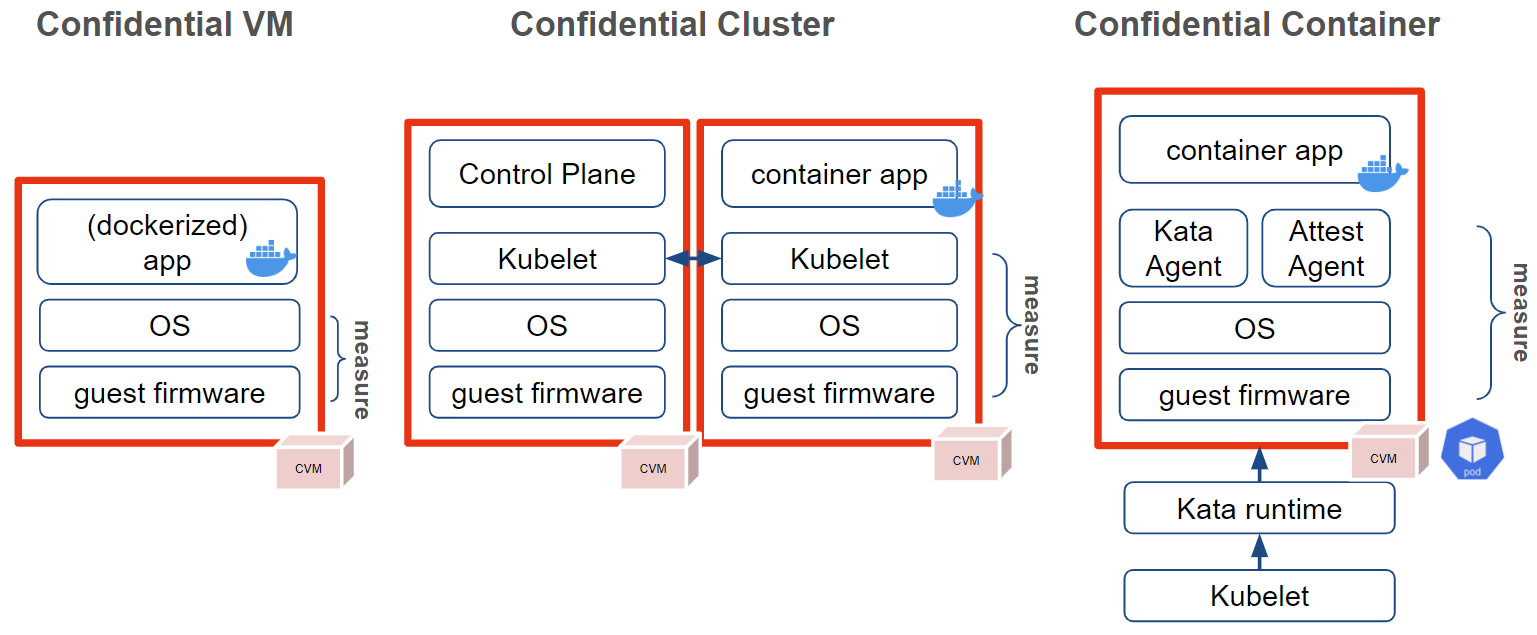 Confidential VM
(dockerized)
app
OS
guest firmware
measure
CVM
Confidential Cluster
Control Plane
Kubelet
OS
guest firmware
CVM
container app
Kubelet
OS
guest firmware
measure
CVM
Confidential Container
container app
Kata
Agent
Attest
Agent
OS
guest firmware
measure
CVM
pod
Kata runtime
Kubelet